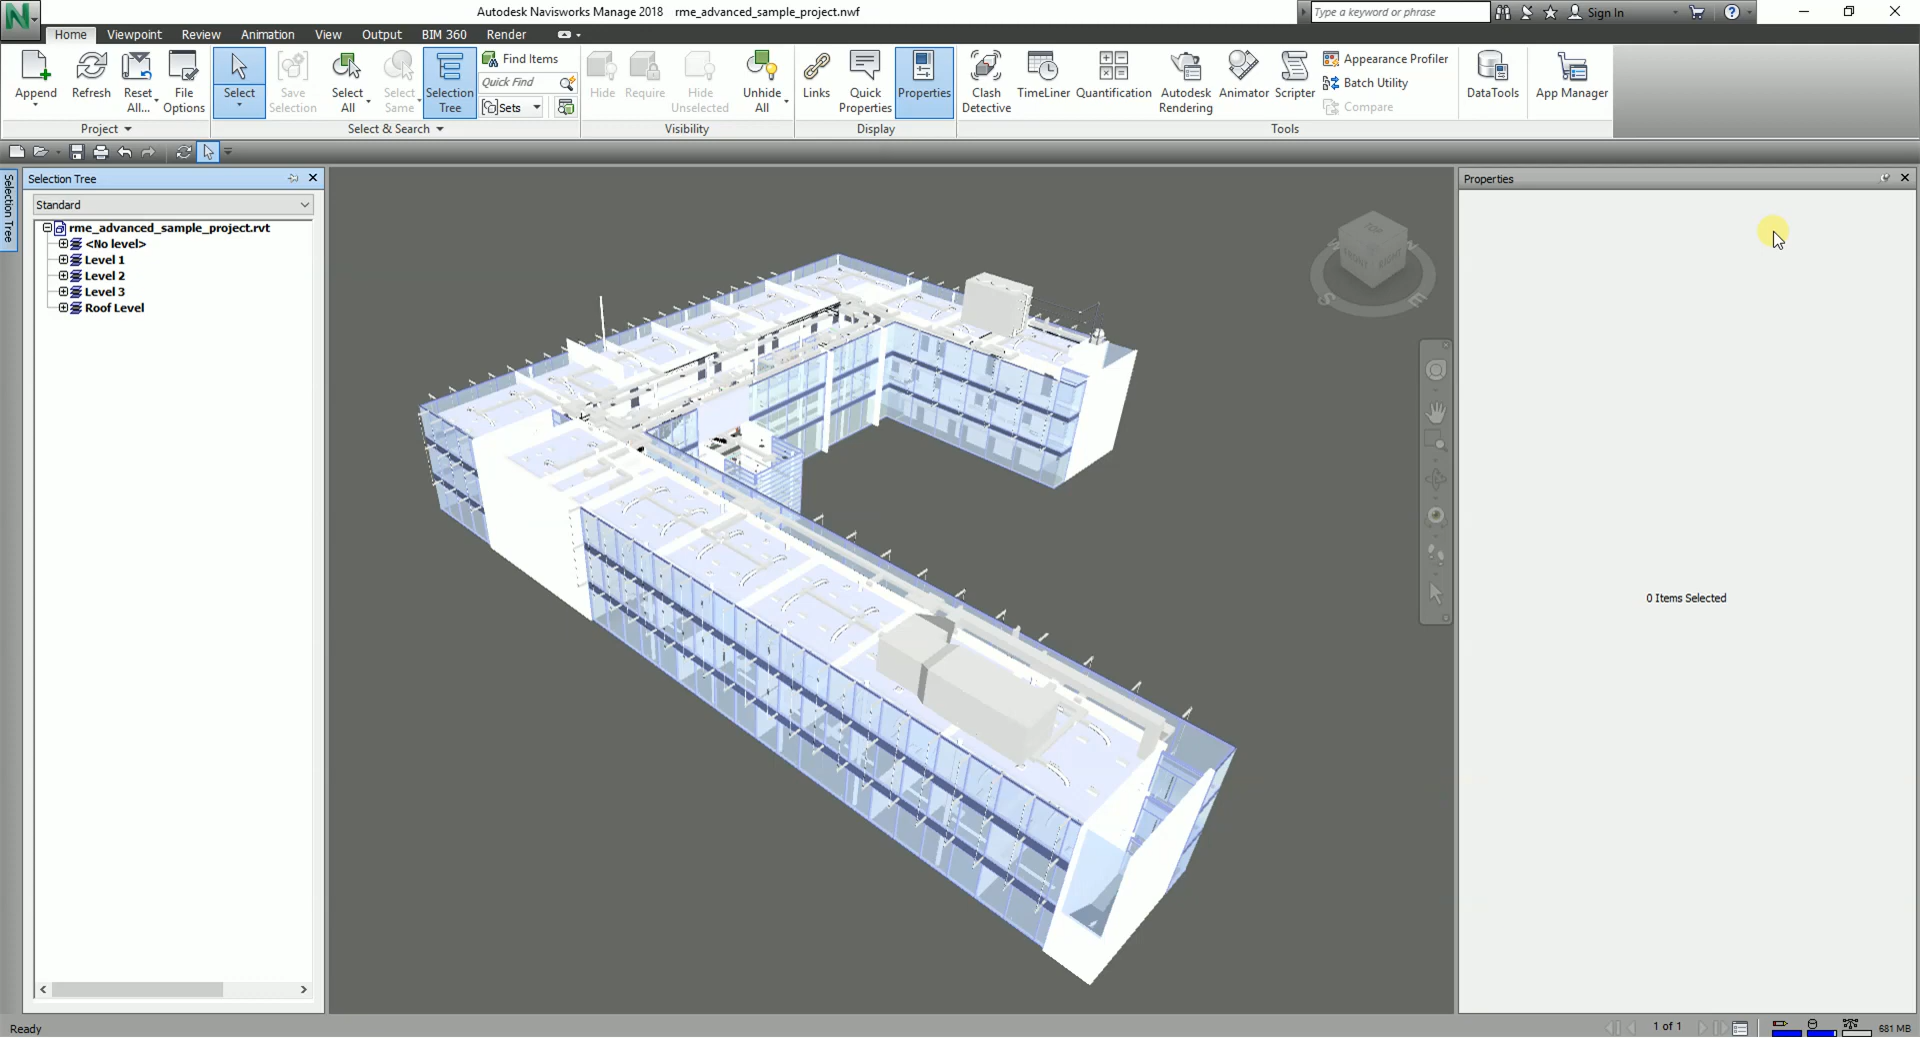 Autodesk Navisworks Manage 2018 rme_advanced_sample_project.nwf
Type a keyword or phrase
Sign In
Home Viewpoint Review Animation View Output BIM 360 Render
Append
Refresh
Reset
All...
File
Options
Project
Select
Save
Selection
Select
All
Select
Same
Selection
Tree
Find Items
Quick Find
Sets
Select & Search
Hide
Require
Hide
Unselected
Unhide
All
Visibility
Links
Quick
Properties
Properties
Display
Clash
Detective
TimeLiner
Quantification
Autodesk
Rendering
Animator
Scripter
Appearance Profiler
Batch Utility
Compare
Tools
DataTools
App Manager
Selection Tree
Selection Tree
Standard
rme_advanced_sample_project.rvt
<No level>
Level 1
Level 2
Level 3
Roof Level
TOP
FRONT
RIGHT
S
E
Properties
0 Items Selected
Ready
1 of 1
681 MB